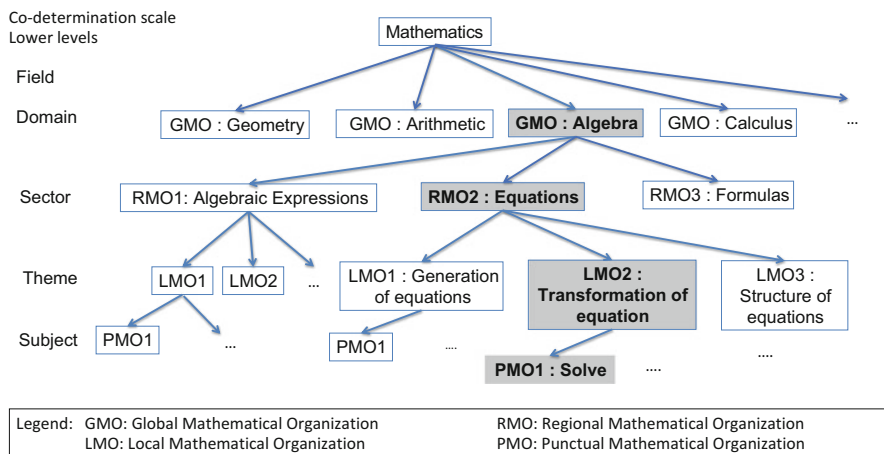 Co-determination scale
Lower levels
Mathematics
Field
Domain
GMO : Geometry
GMO : Arithmetic
GMO : Algebra
GMO : Calculus
...
Sector
RMO1: Algebraic Expressions
RMO2 : Equations
RMO3 : Formulas
Theme
LMO1
LMO2
...
LMO1 : Generation
of equations
LMO2 :
Transformation of
equation
LMO3 :
Structure of
equations
Subject
PMO1
...
PMO1
....
PMO1 : Solve
....
....
Legend: GMO: Global Mathematical Organization RMO: Regional Mathematical Organization
LMO: Local Mathematical Organization PMO: Punctual Mathematical Organization